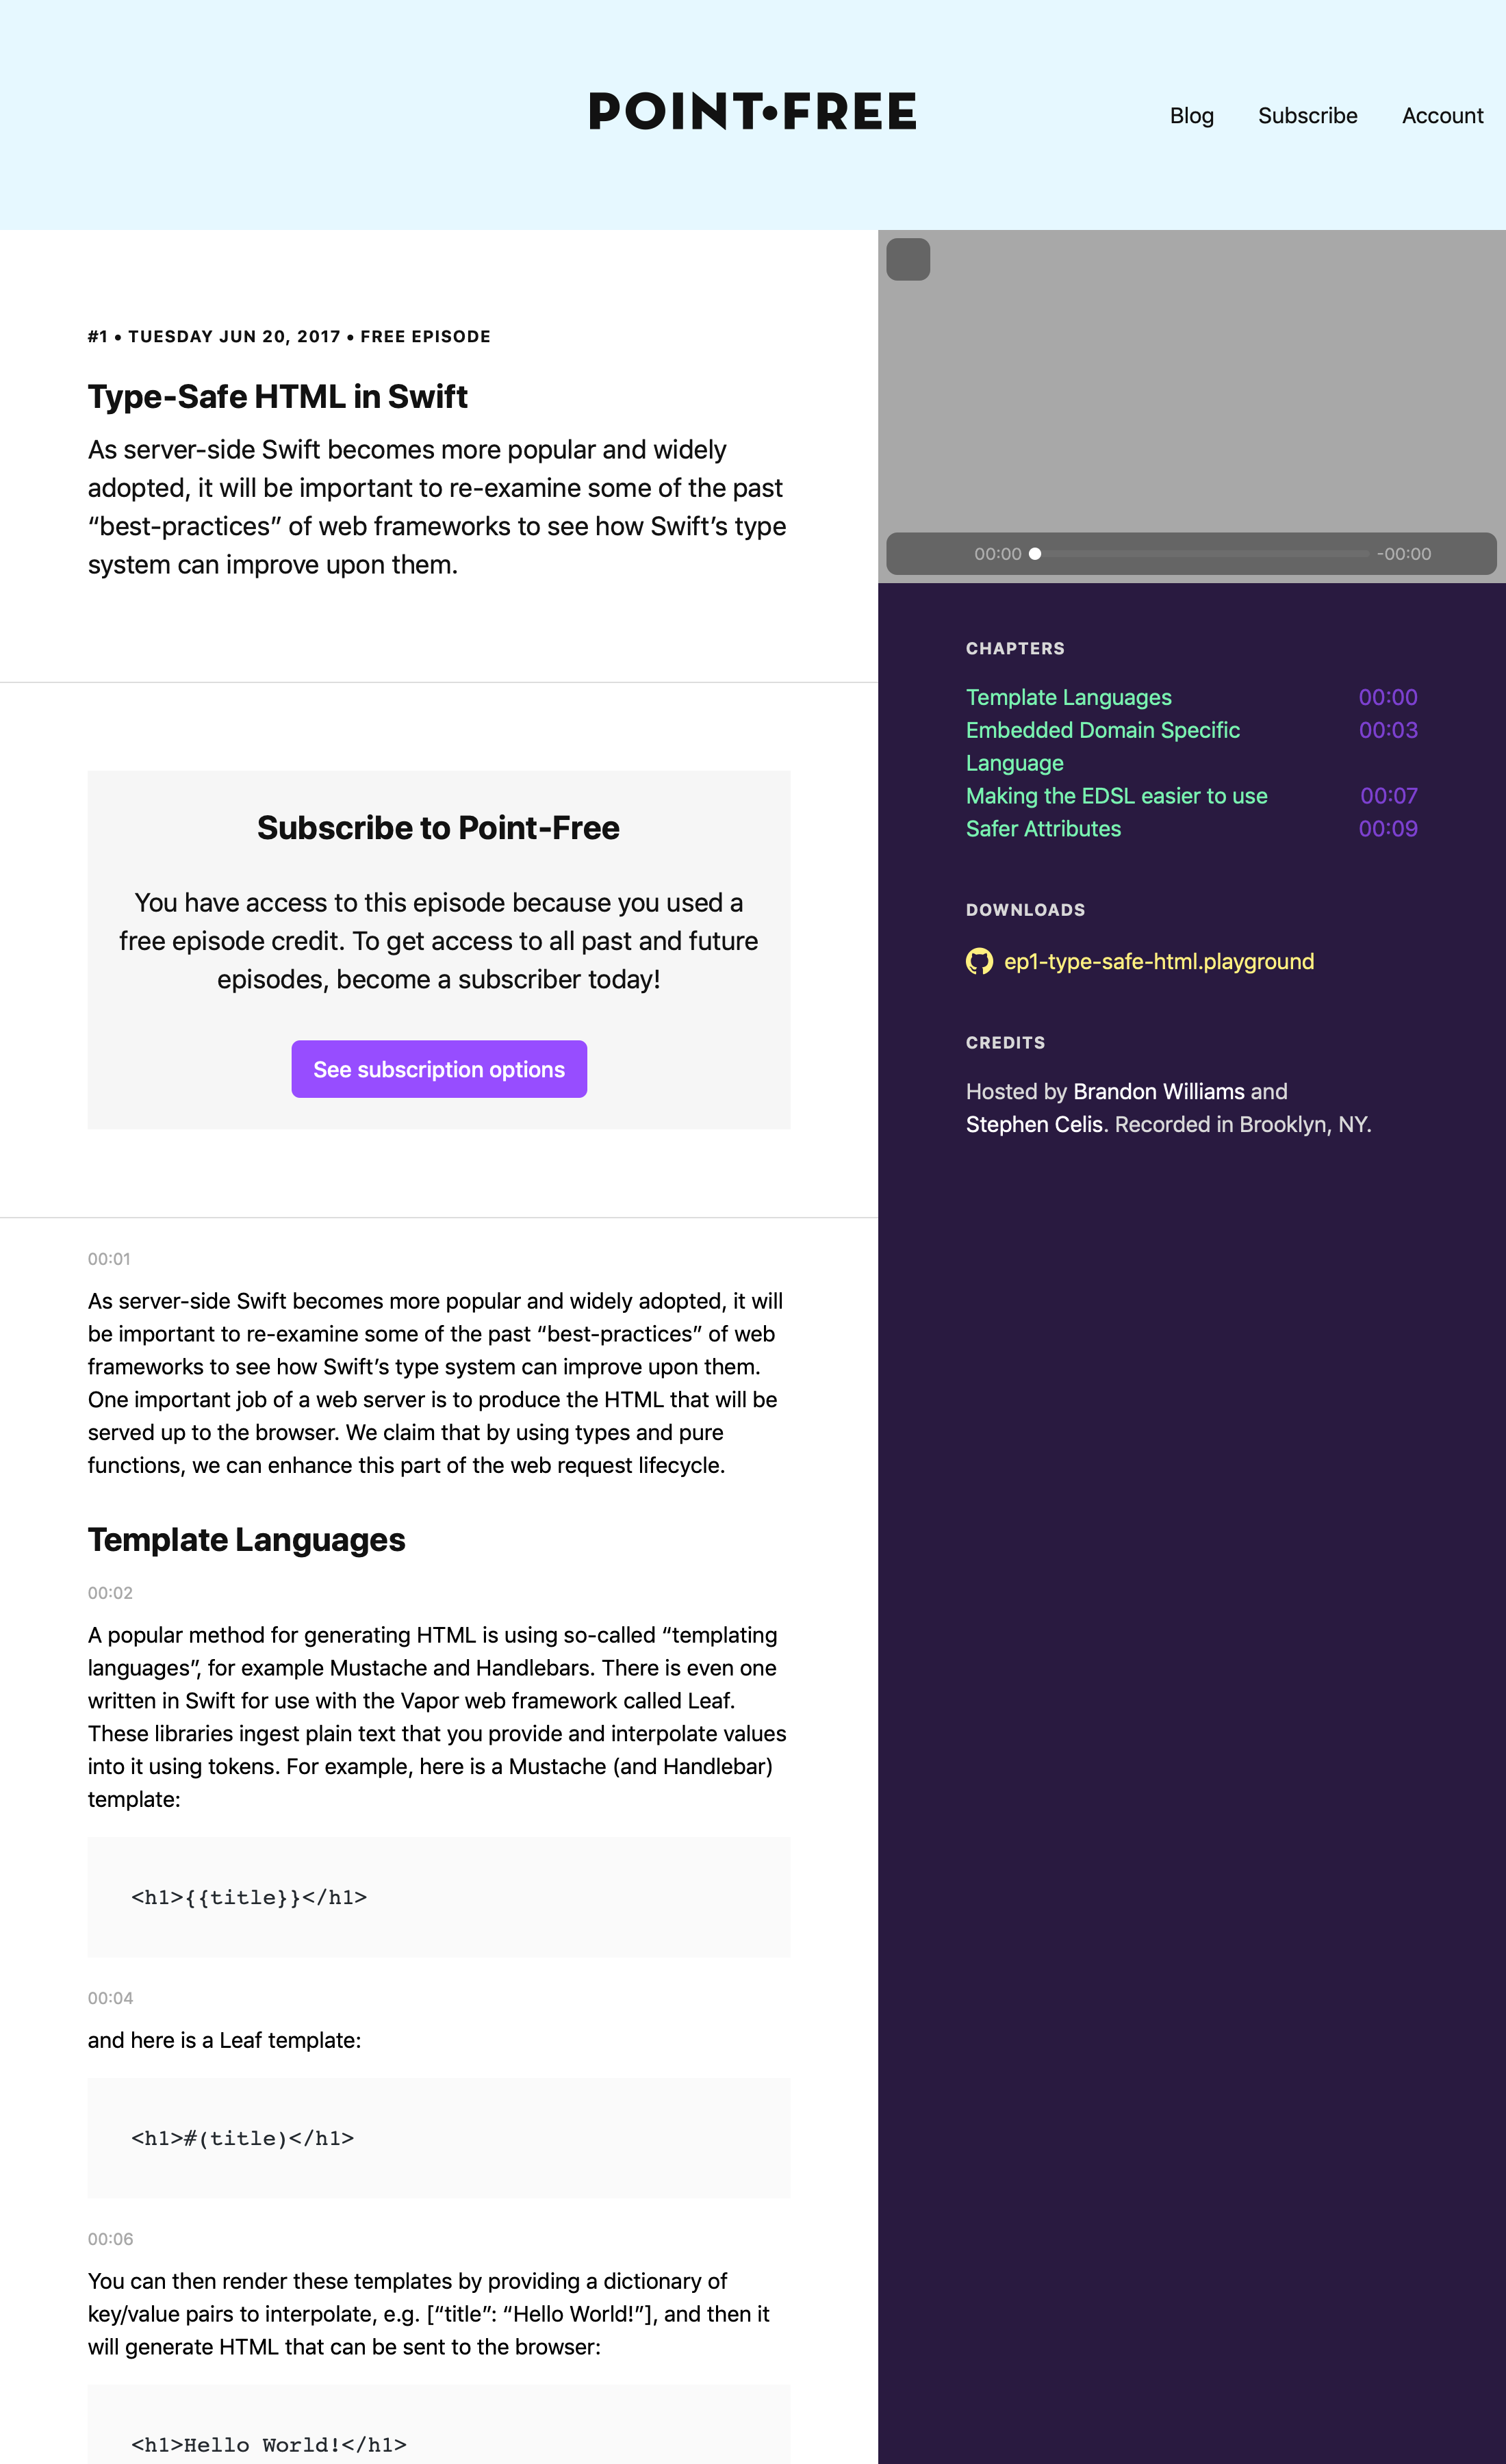 POINT•FREE
Blog Subscribe Account
#1 • TUESDAY JUN 20, 2017 • FREE EPISODE
Type-Safe HTML in Swift
As server-side Swift becomes more popular and widely
adopted, it will be important to re-examine some of the past
“best-practices” of web frameworks to see how Swift’s type
system can improve upon them.
Subscribe to Point-Free
You have access to this episode because you used a
free episode credit. To get access to all past and future
episodes, become a subscriber today!
See subscription options
00:01
As server-side Swift becomes more popular and widely adopted, it will
be important to re-examine some of the past “best-practices” of web
frameworks to see how Swift’s type system can improve upon them.
One important job of a web server is to produce the HTML that will be
served up to the browser. We claim that by using types and pure
functions, we can enhance this part of the web request lifecycle.
Template Languages
00:02
A popular method for generating HTML is using so-called “templating
languages”, for example Mustache and Handlebars. There is even one
written in Swift for use with the Vapor web framework called Leaf.
These libraries ingest plain text that you provide and interpolate values
into it using tokens. For example, here is a Mustache (and Handlebar)
template:
<h1>{{title}}</h1>
00:04
and here is a Leaf template:
<h1>#(title)</h1>
00:06
You can then render these templates by providing a dictionary of
key/value pairs to interpolate, e.g. [“title”: “Hello World!”], and then it
will generate HTML that can be sent to the browser:
<h1>Hello World!</h1>
00:00 -00:00
CHAPTERS
Template Languages 00:00
Embedded Domain Specific 00:03
Language
Making the EDSL easier to use 00:07
Safer Attributes 00:09
DOWNLOADS
ep1-type-safe-html.playground
CREDITS
Hosted by Brandon Williams and
Stephen Celis. Recorded in Brooklyn, NY.